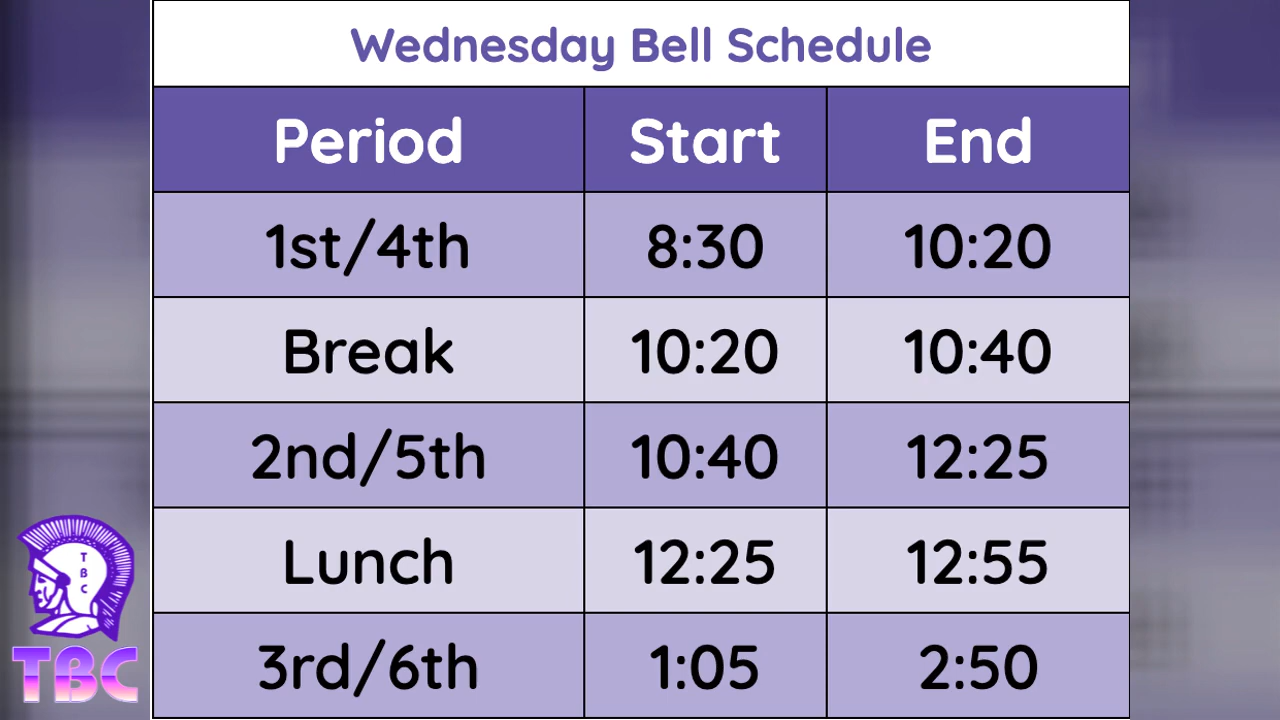 Wednesday Bell Schedule
Period Start End
1st/4th 8:30 10:20
Break 10:20 10:40
2nd/5th 10:40 12:25
Lunch 12:25 12:55
3rd/6th 1:05 2:50
T
B
C
TBC